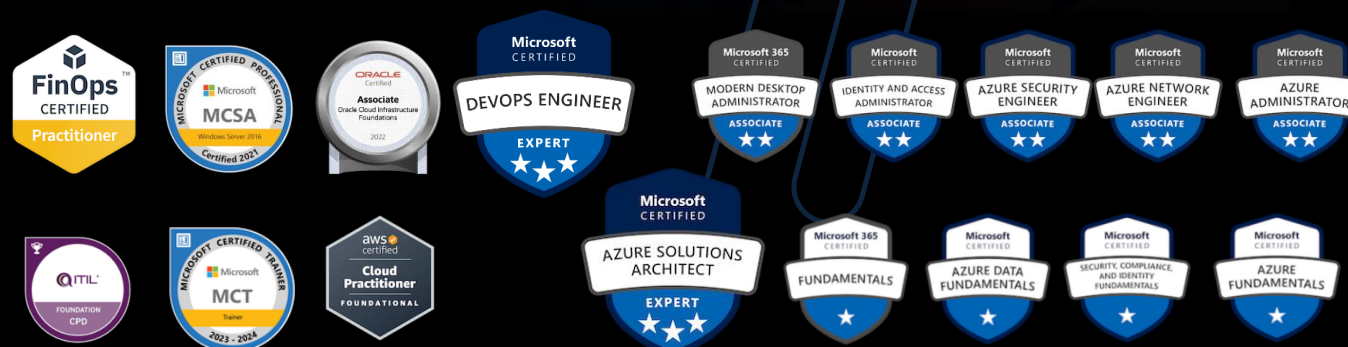 FinOps™
CERTIFIED
Practitioner
MICROSOFT CERTIFIED PROFESSIONAL
Microsoft
MCSA
Windows Server 2016
Certified 2021
ORACLE
Certified
Associate
Oracle Cloud Infrastructure
Foundations
2022
Microsoft
CERTIFIED
DEVOPS ENGINEER
EXPERT
Microsoft 365
CERTIFIED
MODERN DESKTOP
ADMINISTRATOR
ASSOCIATE
Microsoft
CERTIFIED
IDENTITY AND ACCESS
ADMINISTRATOR
ASSOCIATE
Microsoft
CERTIFIED
AZURE SECURITY
ENGINEER
ASSOCIATE
Microsoft
CERTIFIED
AZURE NETWORK
ENGINEER
ASSOCIATE
Microsoft
CERTIFIED
AZURE
ADMINISTRATOR
ASSOCIATE
ITIL
FOUNDATION
CPD
MICROSOFT CERTIFIED TRAINER
Microsoft
MCT
Trainer
2023 - 2024
aws
certified
Cloud
Practitioner
FOUNDATIONAL
Microsoft
CERTIFIED
AZURE SOLUTIONS
ARCHITECT
EXPERT
Microsoft 365
CERTIFIED
FUNDAMENTALS
Microsoft
CERTIFIED
AZURE DATA
FUNDAMENTALS
Microsoft
CERTIFIED
SECURITY, COMPLIANCE,
AND IDENTITY
FUNDAMENTALS
Microsoft
CERTIFIED
AZURE
FUNDAMENTALS